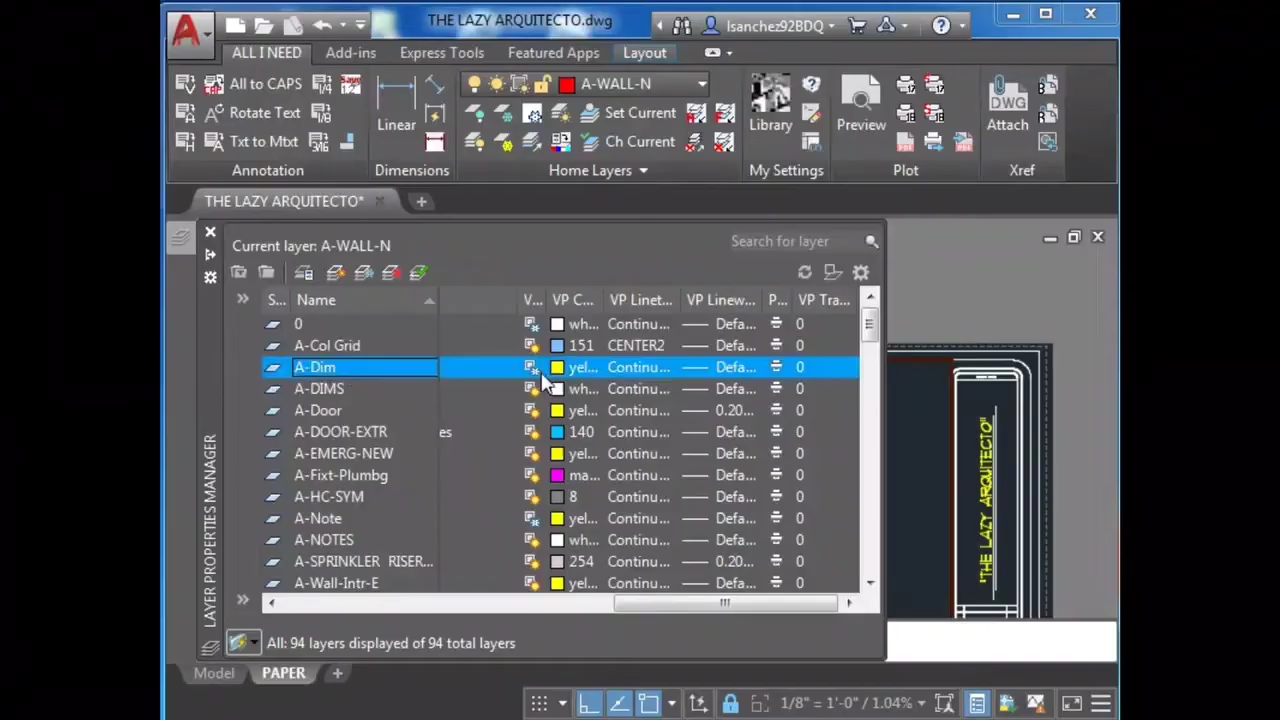 THE LAZY ARQUITECTO.dwg
lsanchez92BDQ
ALL I NEED Add-ins Express Tools Featured Apps Layout
All to CAPS
Rotate Text
Txt to Mtxt
Annotation
Linear
Dimensions
A-WALL-N
Set Current
Ch Current
Home Layers
Library
My Settings
Preview
Plot
DWG
Attach
Xref
THE LAZY ARQUITECTO*
Current layer: A-WALL-N
Search for layer
S... Name V... VP C... VP Linet... VP Linew... P... VP Tra...
0 wh... Continu... Defa... 0
A-Col Grid 151 CENTER2 Defa... 0
A-Dim yel... Continu... Defa... 0
A-DIMS wh... Continu... Defa... 0
A-Door yel... Continu... 0.20... 0
A-DOOR-EXTR es 140 Continu... Defa... 0
A-EMERG-NEW yel... Continu... Defa... 0
A-Fixt-Plumbg ma... Continu... Defa... 0
A-HC-SYM 8 Continu... Defa... 0
A-Note yel... Continu... Defa... 0
A-NOTES wh... Continu... Defa... 0
A-SPRINKLER RISER... 254 Continu... 0.20... 0
A-Wall-Intr-E yel... Continu... Defa... 0
LAYER PROPERTIES MANAGER
All: 94 layers displayed of 94 total layers
"THE LAZY ARQUITECTO"
Model PAPER
1/8" = 1'-0" / 1.04%